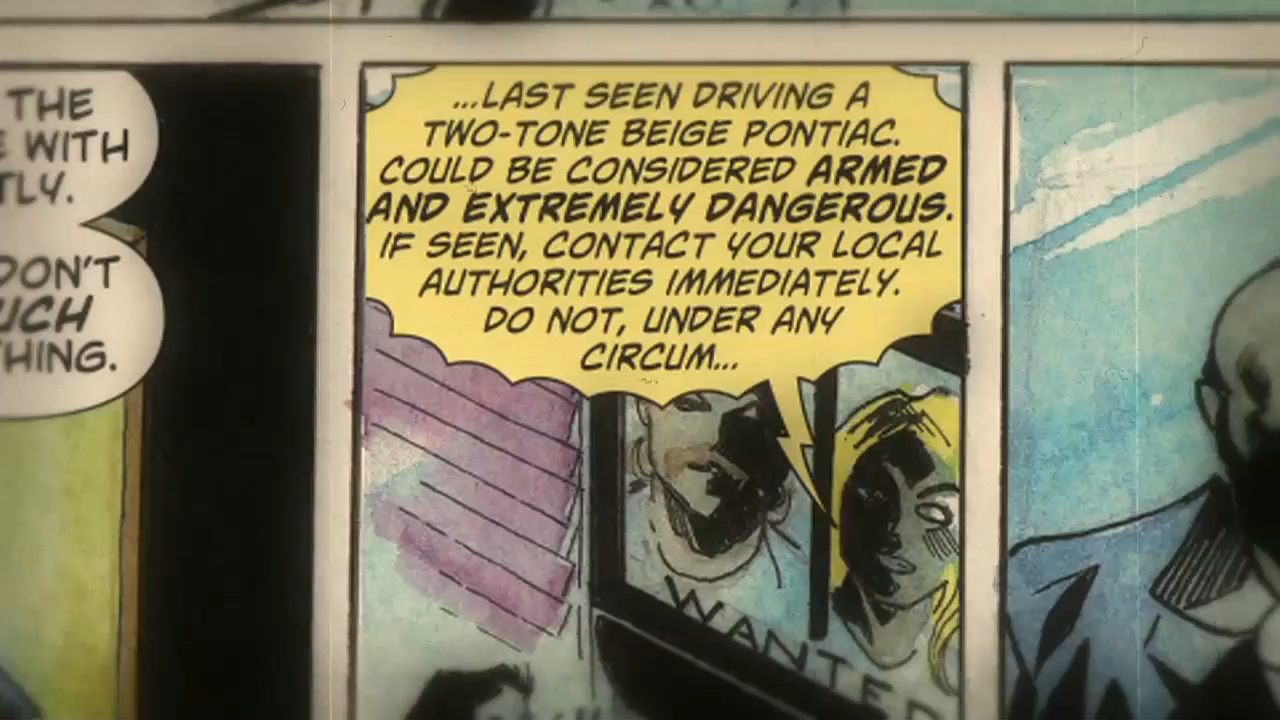 THE
WITH
TLY.
DON'T
UCH
THING.
...LAST SEEN DRIVING A
TWO-TONE BEIGE PONTIAC.
COULD BE CONSIDERED ARMED
AND EXTREMELY DANGEROUS.
IF SEEN, CONTACT YOUR LOCAL
AUTHORITIES IMMEDIATELY.
DO NOT, UNDER ANY
CIRCUM...
WANTED